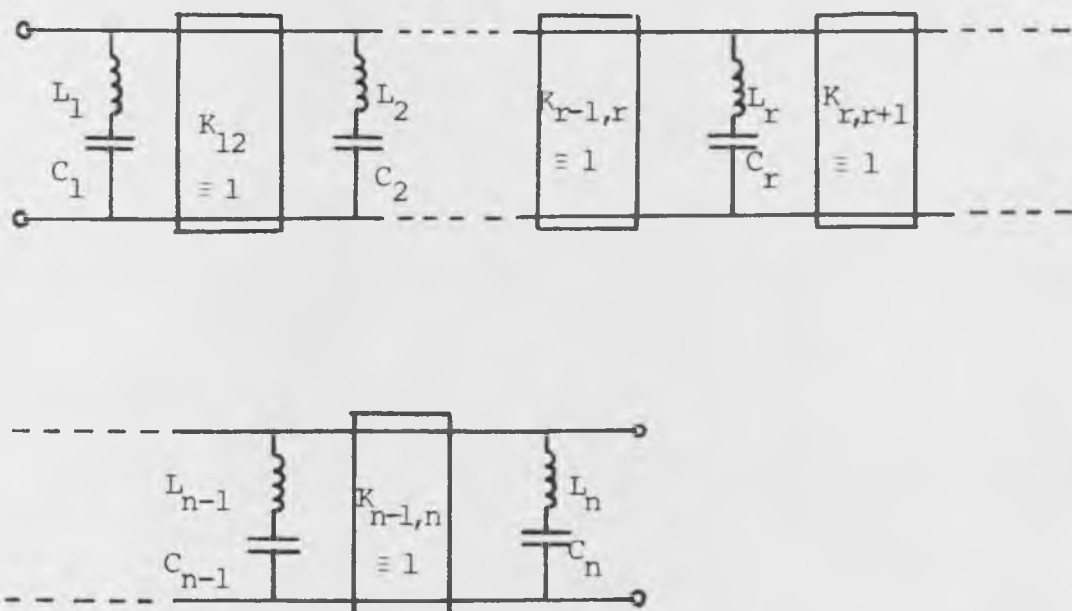 L1
C1
K12
≡ 1
L2
C2
Kr-1,r
≡ 1
Lr
Cr
Kr,r+1
≡ 1
Ln-1
Cn-1
Kn-1,n
≡ 1
Ln
Cn